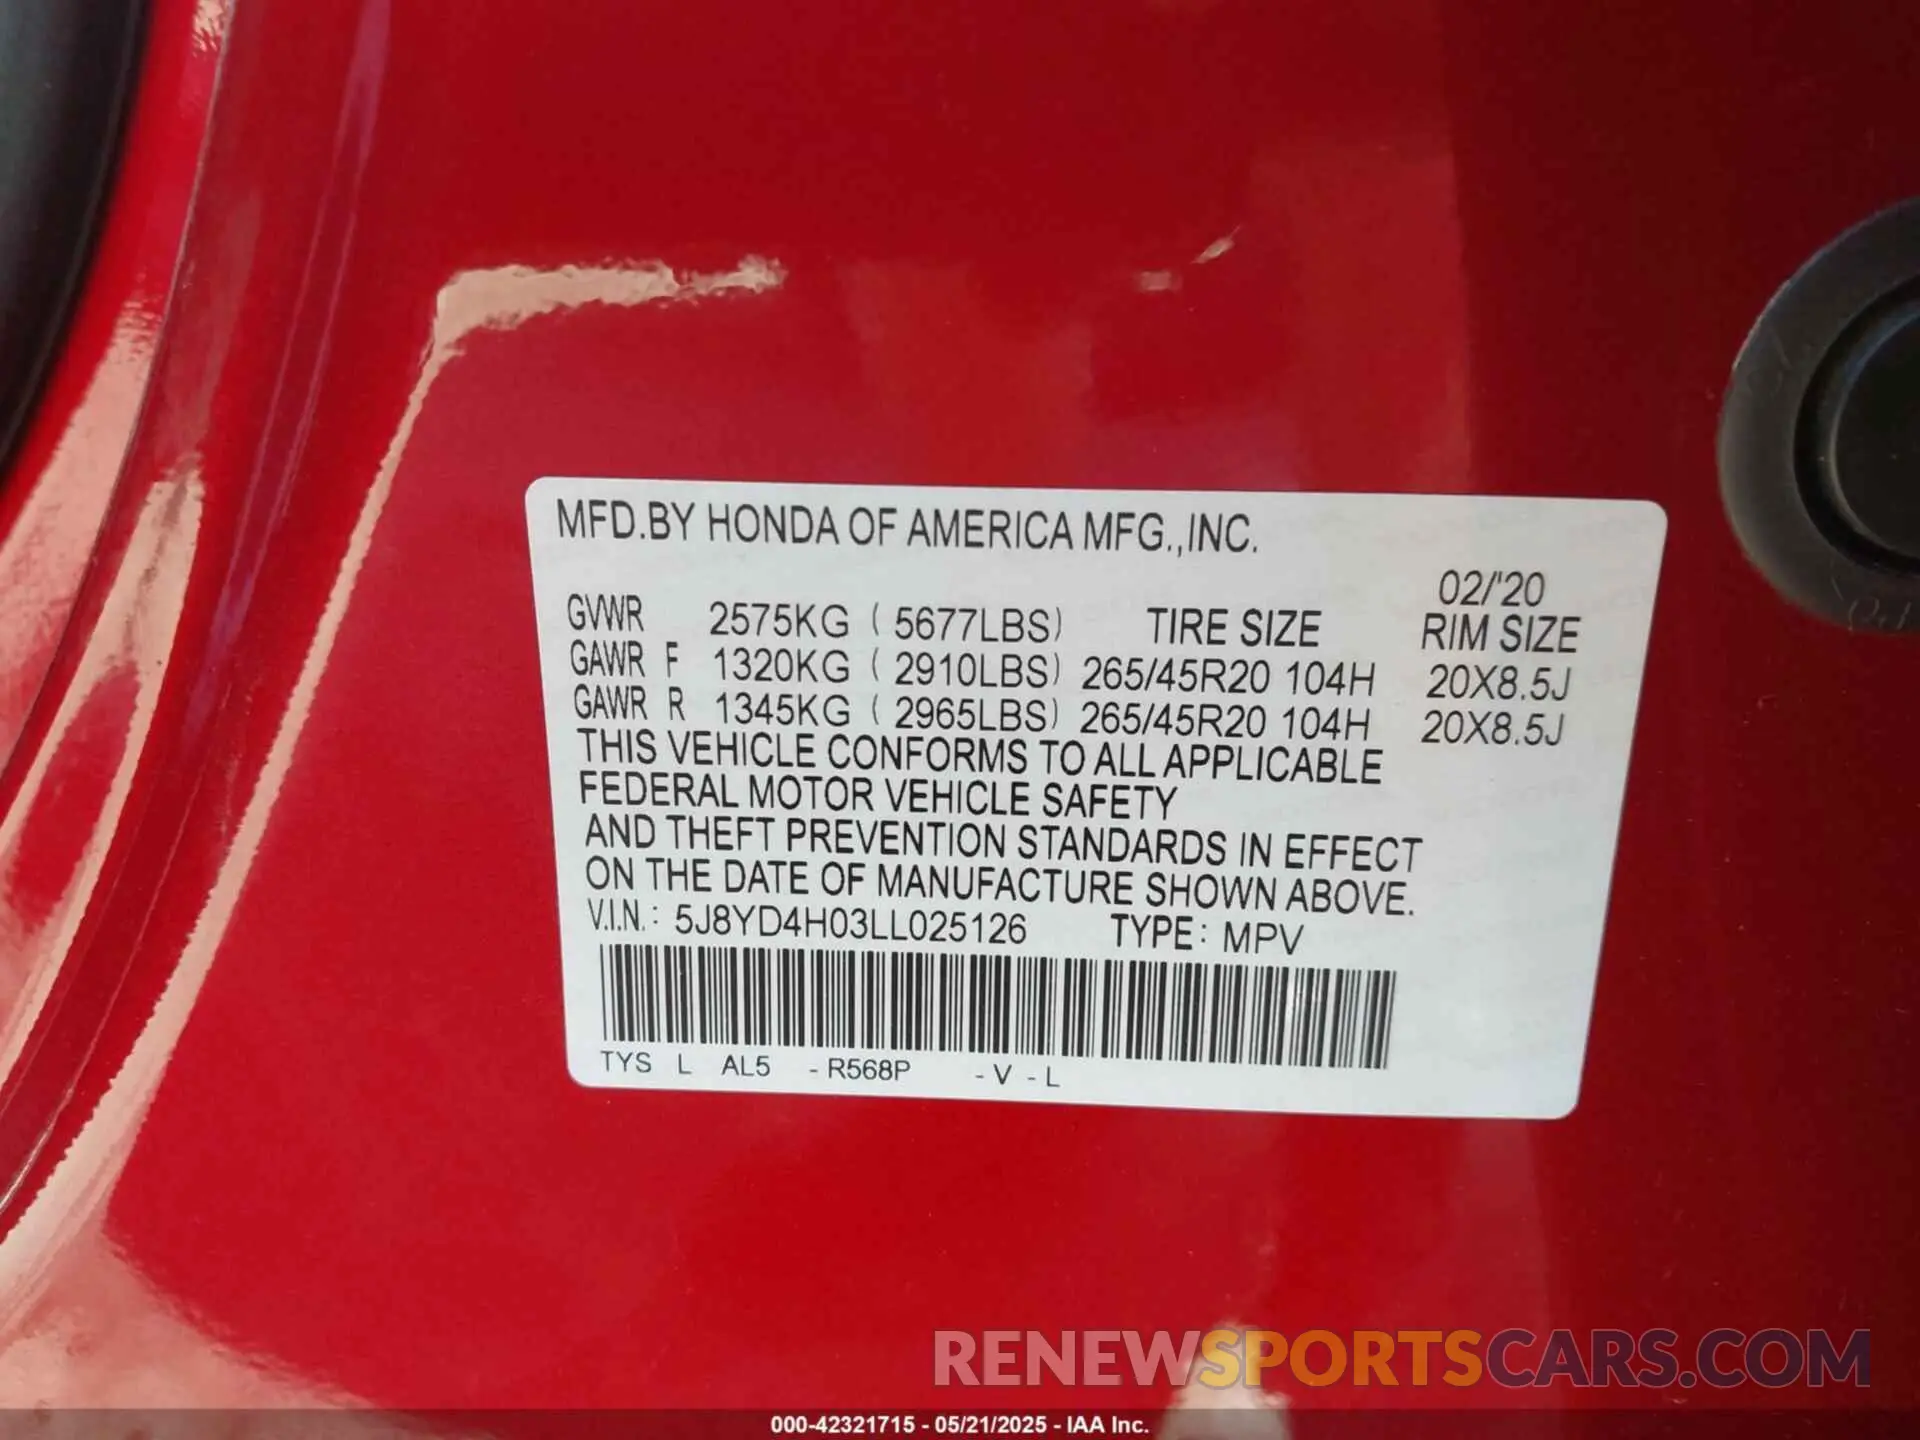 MFD.BY HONDA OF AMERICA MFG.,INC.
02/'20
GVWR 2575KG ( 5677LBS) TIRE SIZE RIM SIZE
GAWR F 1320KG ( 2910LBS) 265/45R20 104H 20X8.5J
GAWR R 1345KG ( 2965LBS) 265/45R20 104H 20X8.5J
THIS VEHICLE CONFORMS TO ALL APPLICABLE
FEDERAL MOTOR VEHICLE SAFETY
AND THEFT PREVENTION STANDARDS IN EFFECT
ON THE DATE OF MANUFACTURE SHOWN ABOVE.
V.I.N.: 5J8YD4H03LL025126 TYPE: MPV
TYS L AL5 - R568P - V - L
RENEWSPORTSCARS.COM
000-42321715 - 05/21/2025 - IAA Inc.